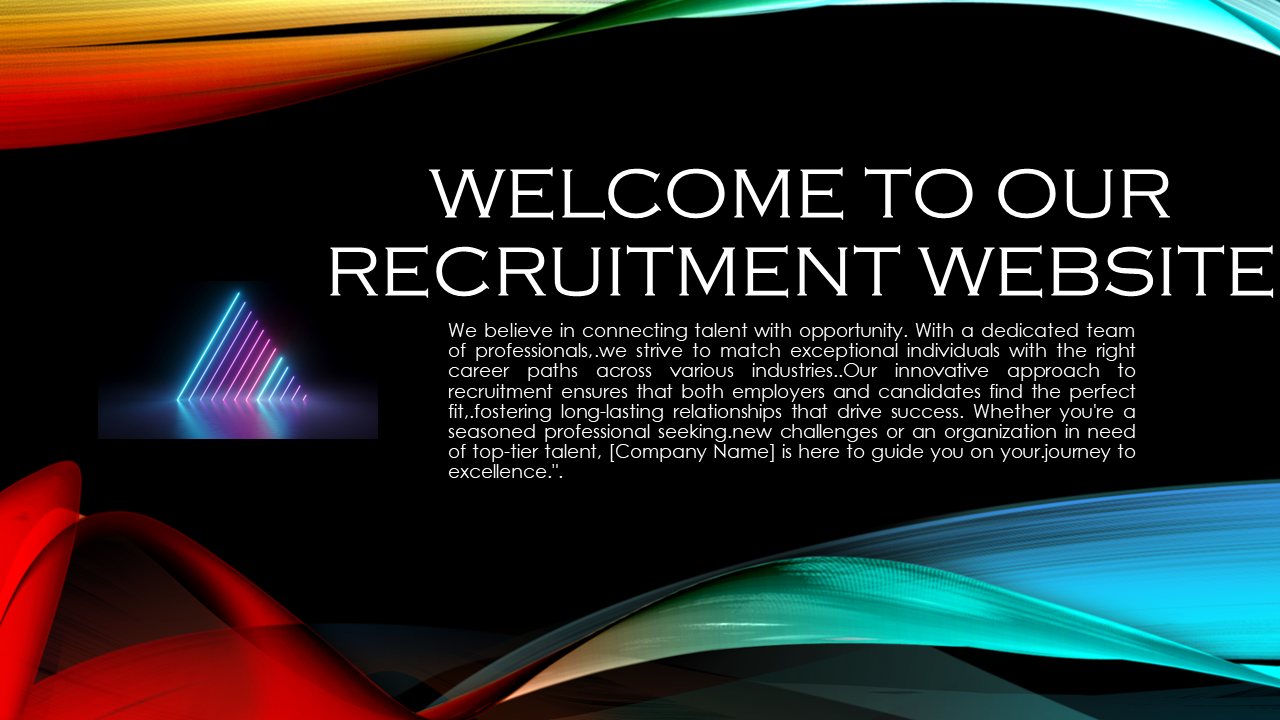 WELCOME TO OUR
RECRUITMENT WEBSITE
We believe in connecting talent with opportunity. With a dedicated team
of professionals,.we strive to match exceptional individuals with the right
career paths across various industries..Our innovative approach to
recruitment ensures that both employers and candidates find the perfect
fit,.fostering long-lasting relationships that drive success. Whether you're a
seasoned professional seeking.new challenges or an organization in need
of top-tier talent, [Company Name] is here to guide you on your.journey to
excellence.".